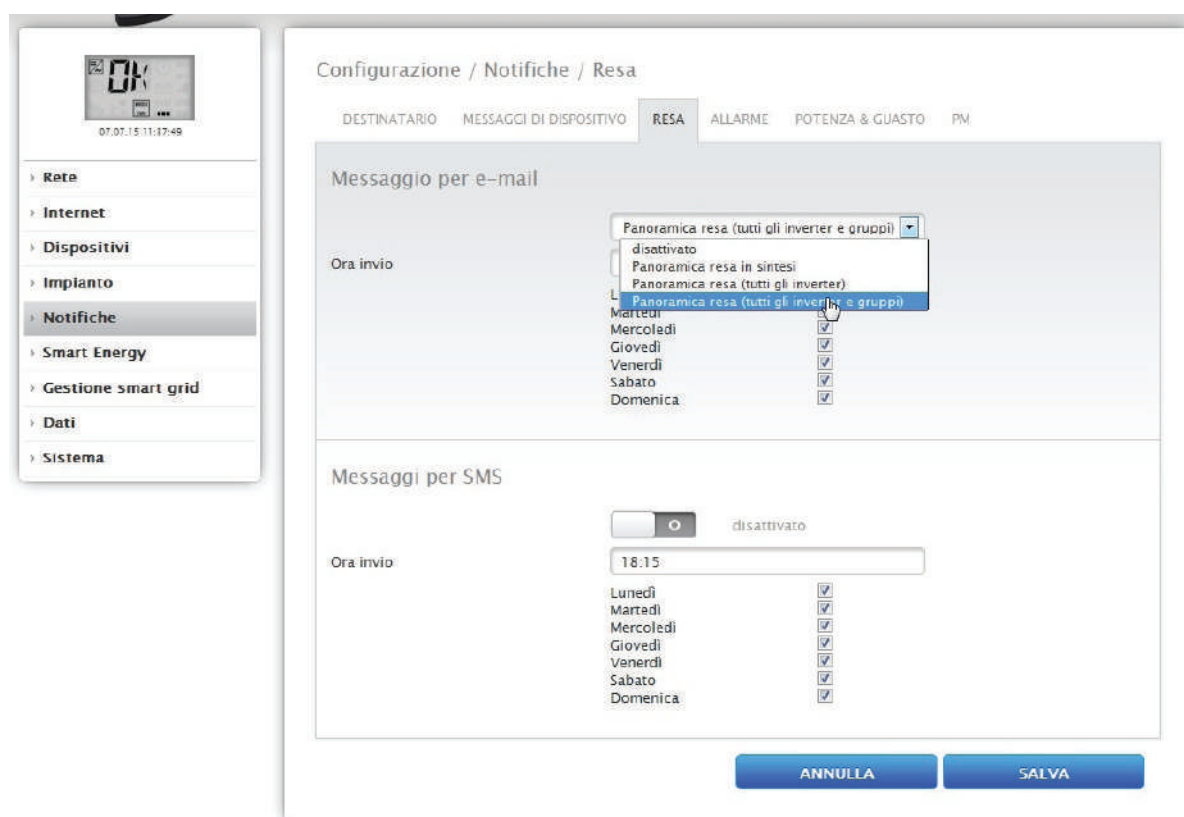 OK
07.07.15 11:17:49
Rete
Internet
Dispositivi
Impianto
Notifiche
Smart Energy
Gestione smart grid
Dati
Sistema
Configurazione / Notifiche / Resa
DESTINATARIO MESSAGGI DI DISPOSITIVO RESA ALLARME POTENZA & GUASTO PM
Messaggio per e-mail
Panoramica resa (tutti gli inverter e gruppi)
disattivato
Ora invio
Panoramica resa in sintesi
Panoramica resa (tutti gli inverter)
Panoramica resa (tutti gli inverter e gruppi)
Martedì
Mercoledì
Giovedì
Venerdì
Sabato
Domenica
Messaggi per SMS
O disattivato
Ora invio 18:15
Lunedì
Martedì
Mercoledì
Giovedì
Venerdì
Sabato
Domenica
ANNULLA SALVA